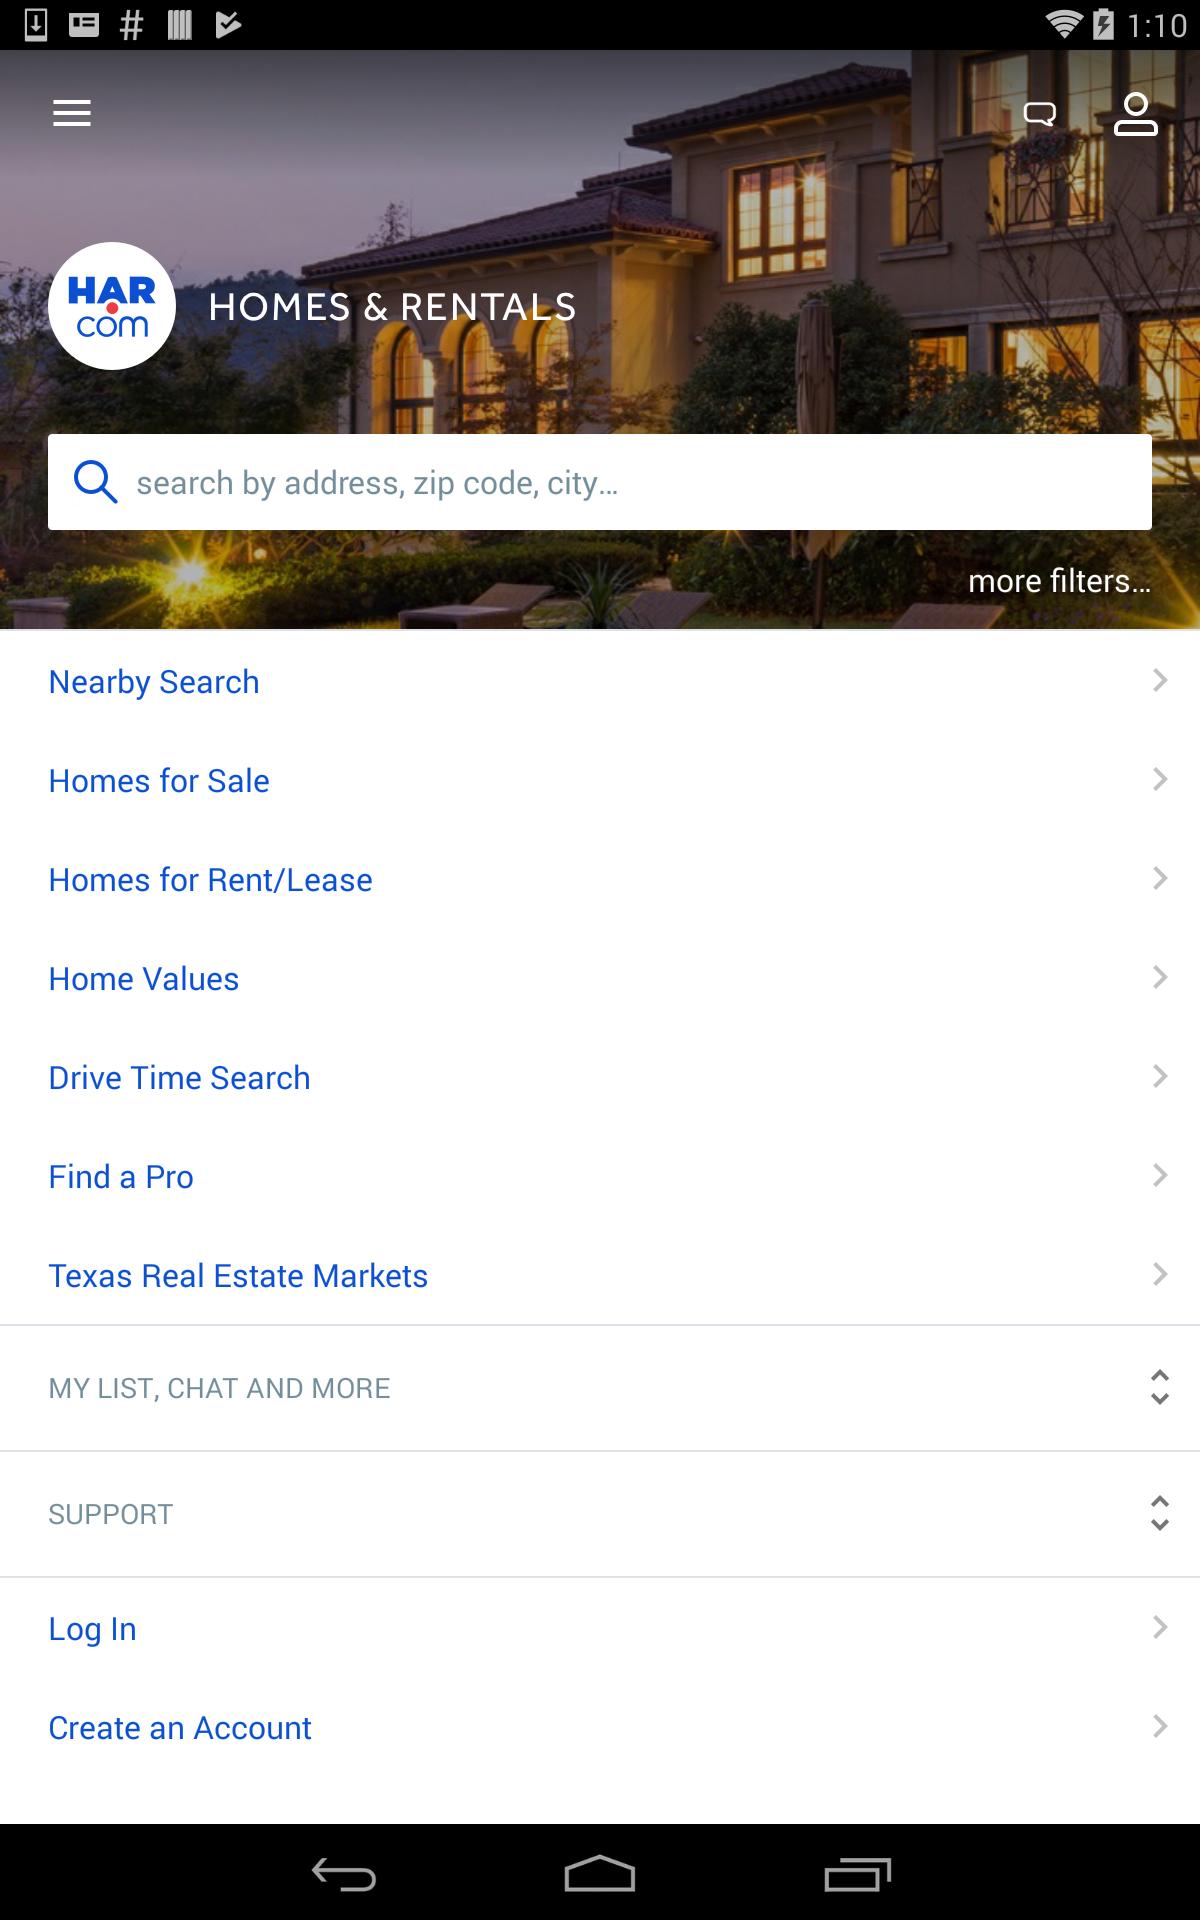 1:10
HAR
com
HOMES & RENTALS
search by address, zip code, city...
more filters...
Nearby Search
Homes for Sale
Homes for Rent/Lease
Home Values
Drive Time Search
Find a Pro
Texas Real Estate Markets
MY LIST, CHAT AND MORE
SUPPORT
Log In
Create an Account